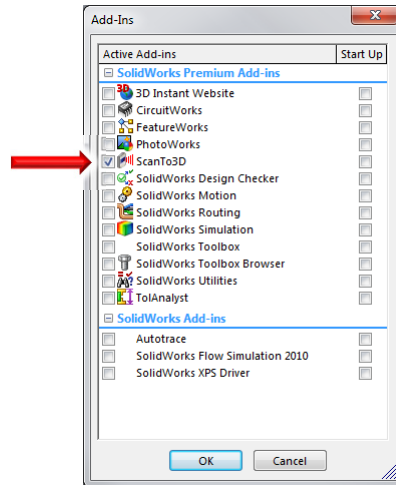 Add-Ins
Active Add-ins Start Up
SolidWorks Premium Add-ins
3D Instant Website
CircuitWorks
FeatureWorks
PhotoWorks
ScanTo3D
SolidWorks Design Checker
SolidWorks Motion
SolidWorks Routing
SolidWorks Simulation
SolidWorks Toolbox
SolidWorks Toolbox Browser
SolidWorks Utilities
TolAnalyst
SolidWorks Add-ins
Autotrace
SolidWorks Flow Simulation 2010
SolidWorks XPS Driver
OK Cancel